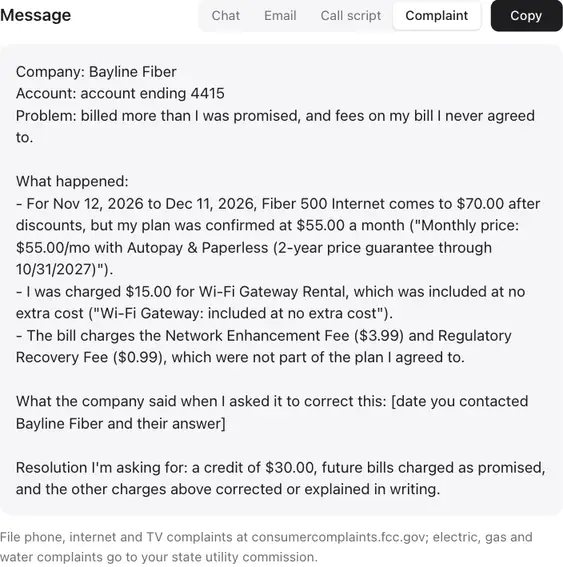 Message
Chat
Email
Call script
Complaint
Copy
Company: Bayline Fiber
Account: account ending 4415
Problem: billed more than I was promised, and fees on my bill I never agreed
to.
What happened:
- For Nov 12, 2026 to Dec 11, 2026, Fiber 500 Internet comes to $70.00 after
discounts, but my plan was confirmed at $55.00 a month ("Monthly price:
$55.00/mo with Autopay & Paperless (2-year price guarantee through
10/31/2027)").
- I was charged $15.00 for Wi-Fi Gateway Rental, which was included at no
extra cost ("Wi-Fi Gateway: included at no extra cost").
- The bill charges the Network Enhancement Fee ($3.99) and Regulatory
Recovery Fee ($0.99), which were not part of the plan I agreed to.
What the company said when I asked it to correct this: [date you contacted
Bayline Fiber and their answer]
Resolution I'm asking for: a credit of $30.00, future bills charged as promised,
and the other charges above corrected or explained in writing.
File phone, internet and TV complaints at consumercomplaints.fcc.gov; electric, gas and
water complaints go to your state utility commission.